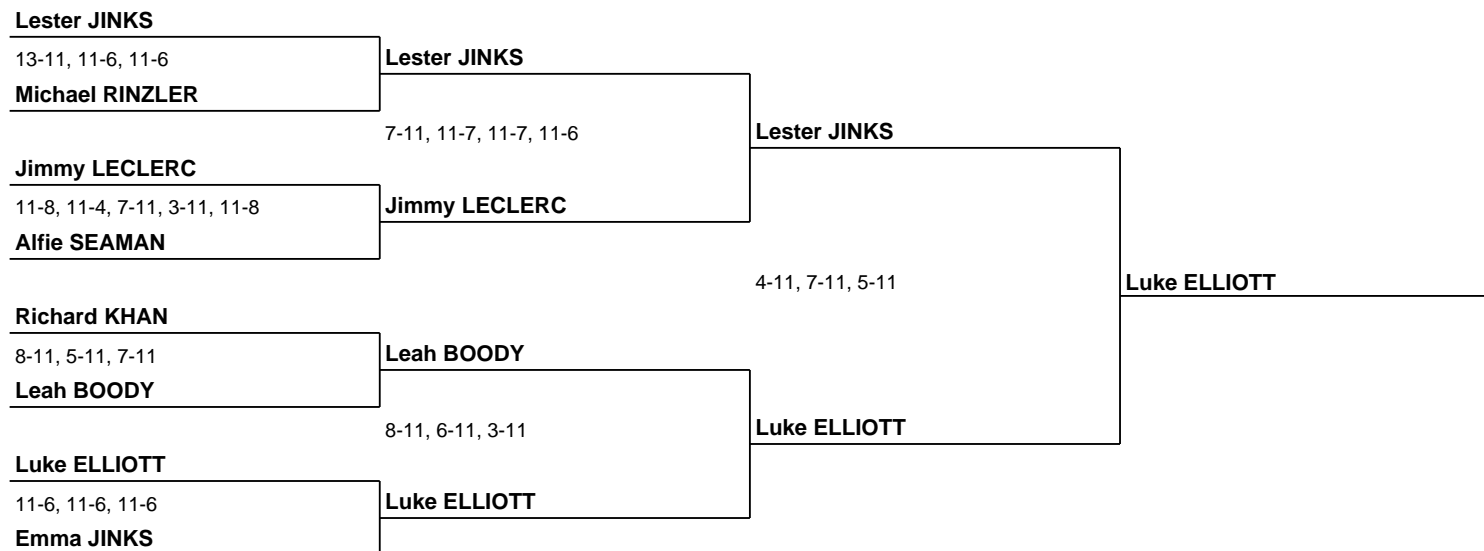 Lester JINKS
13-11, 11-6, 11-6
Lester JINKS
Michael RINZLER
7-11, 11-7, 11-7, 11-6
Lester JINKS
Jimmy LECLERC
11-8, 11-4, 7-11, 3-11, 11-8
Jimmy LECLERC
Alfie SEAMAN
4-11, 7-11, 5-11
Luke ELLIOTT
Richard KHAN
8-11, 5-11, 7-11
Leah BOODY
Leah BOODY
8-11, 6-11, 3-11
Luke ELLIOTT
Luke ELLIOTT
11-6, 11-6, 11-6
Luke ELLIOTT
Emma JINKS